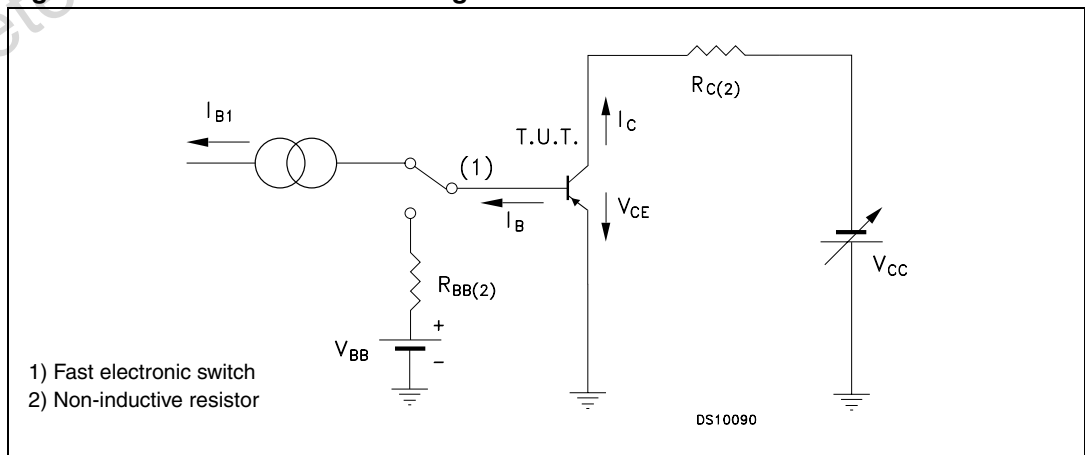 I_B1
R_C(2)
T.U.T.
I_C
(1)
I_B
V_CE
R_BB(2)
V_CC
V_BB
+
-
1) Fast electronic switch
2) Non-inductive resistor
DS10090